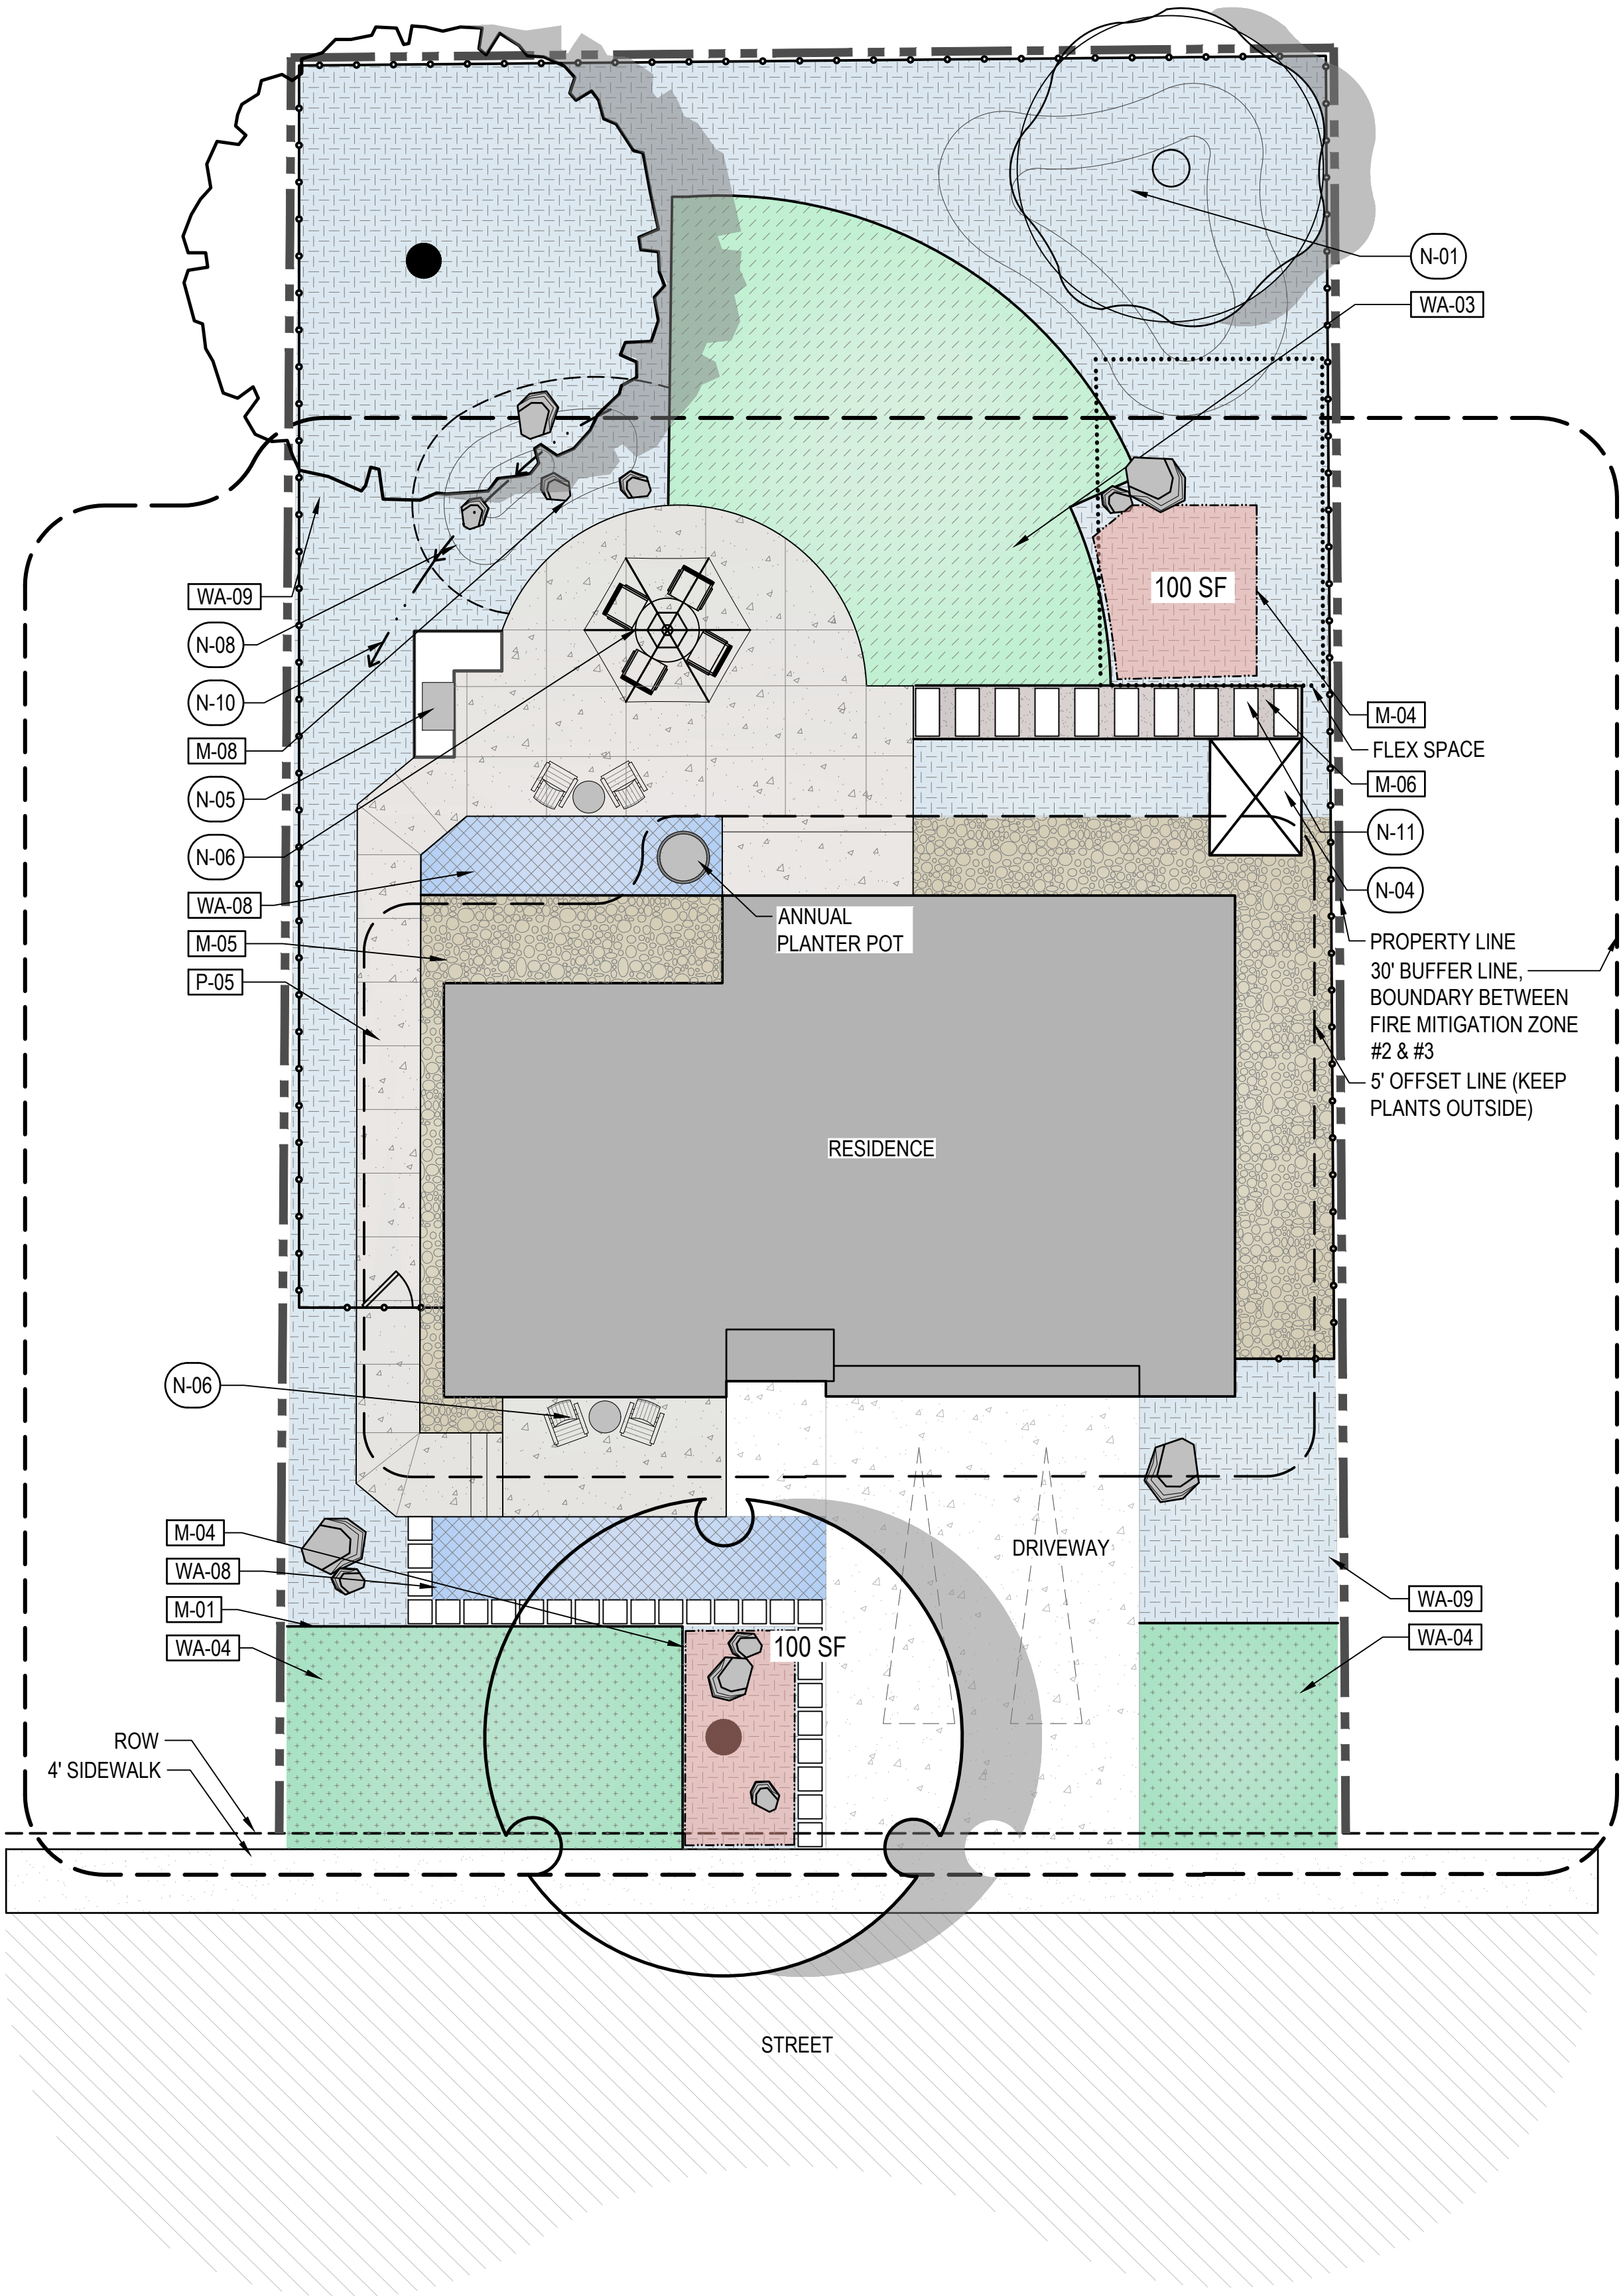 N-01
WA-03
WA-09
N-08
N-10
M-08
N-05
N-06
WA-08
M-05
P-05
100 SF
M-04
FLEX SPACE
M-06
N-11
N-04
ANNUAL
PLANTER POT
PROPERTY LINE
30' BUFFER LINE,
BOUNDARY BETWEEN
FIRE MITIGATION ZONE
#2 & #3
5' OFFSET LINE (KEEP
PLANTS OUTSIDE)
RESIDENCE
N-06
M-04
WA-08
M-01
WA-04
100 SF
DRIVEWAY
WA-09
WA-04
ROW
4' SIDEWALK
STREET